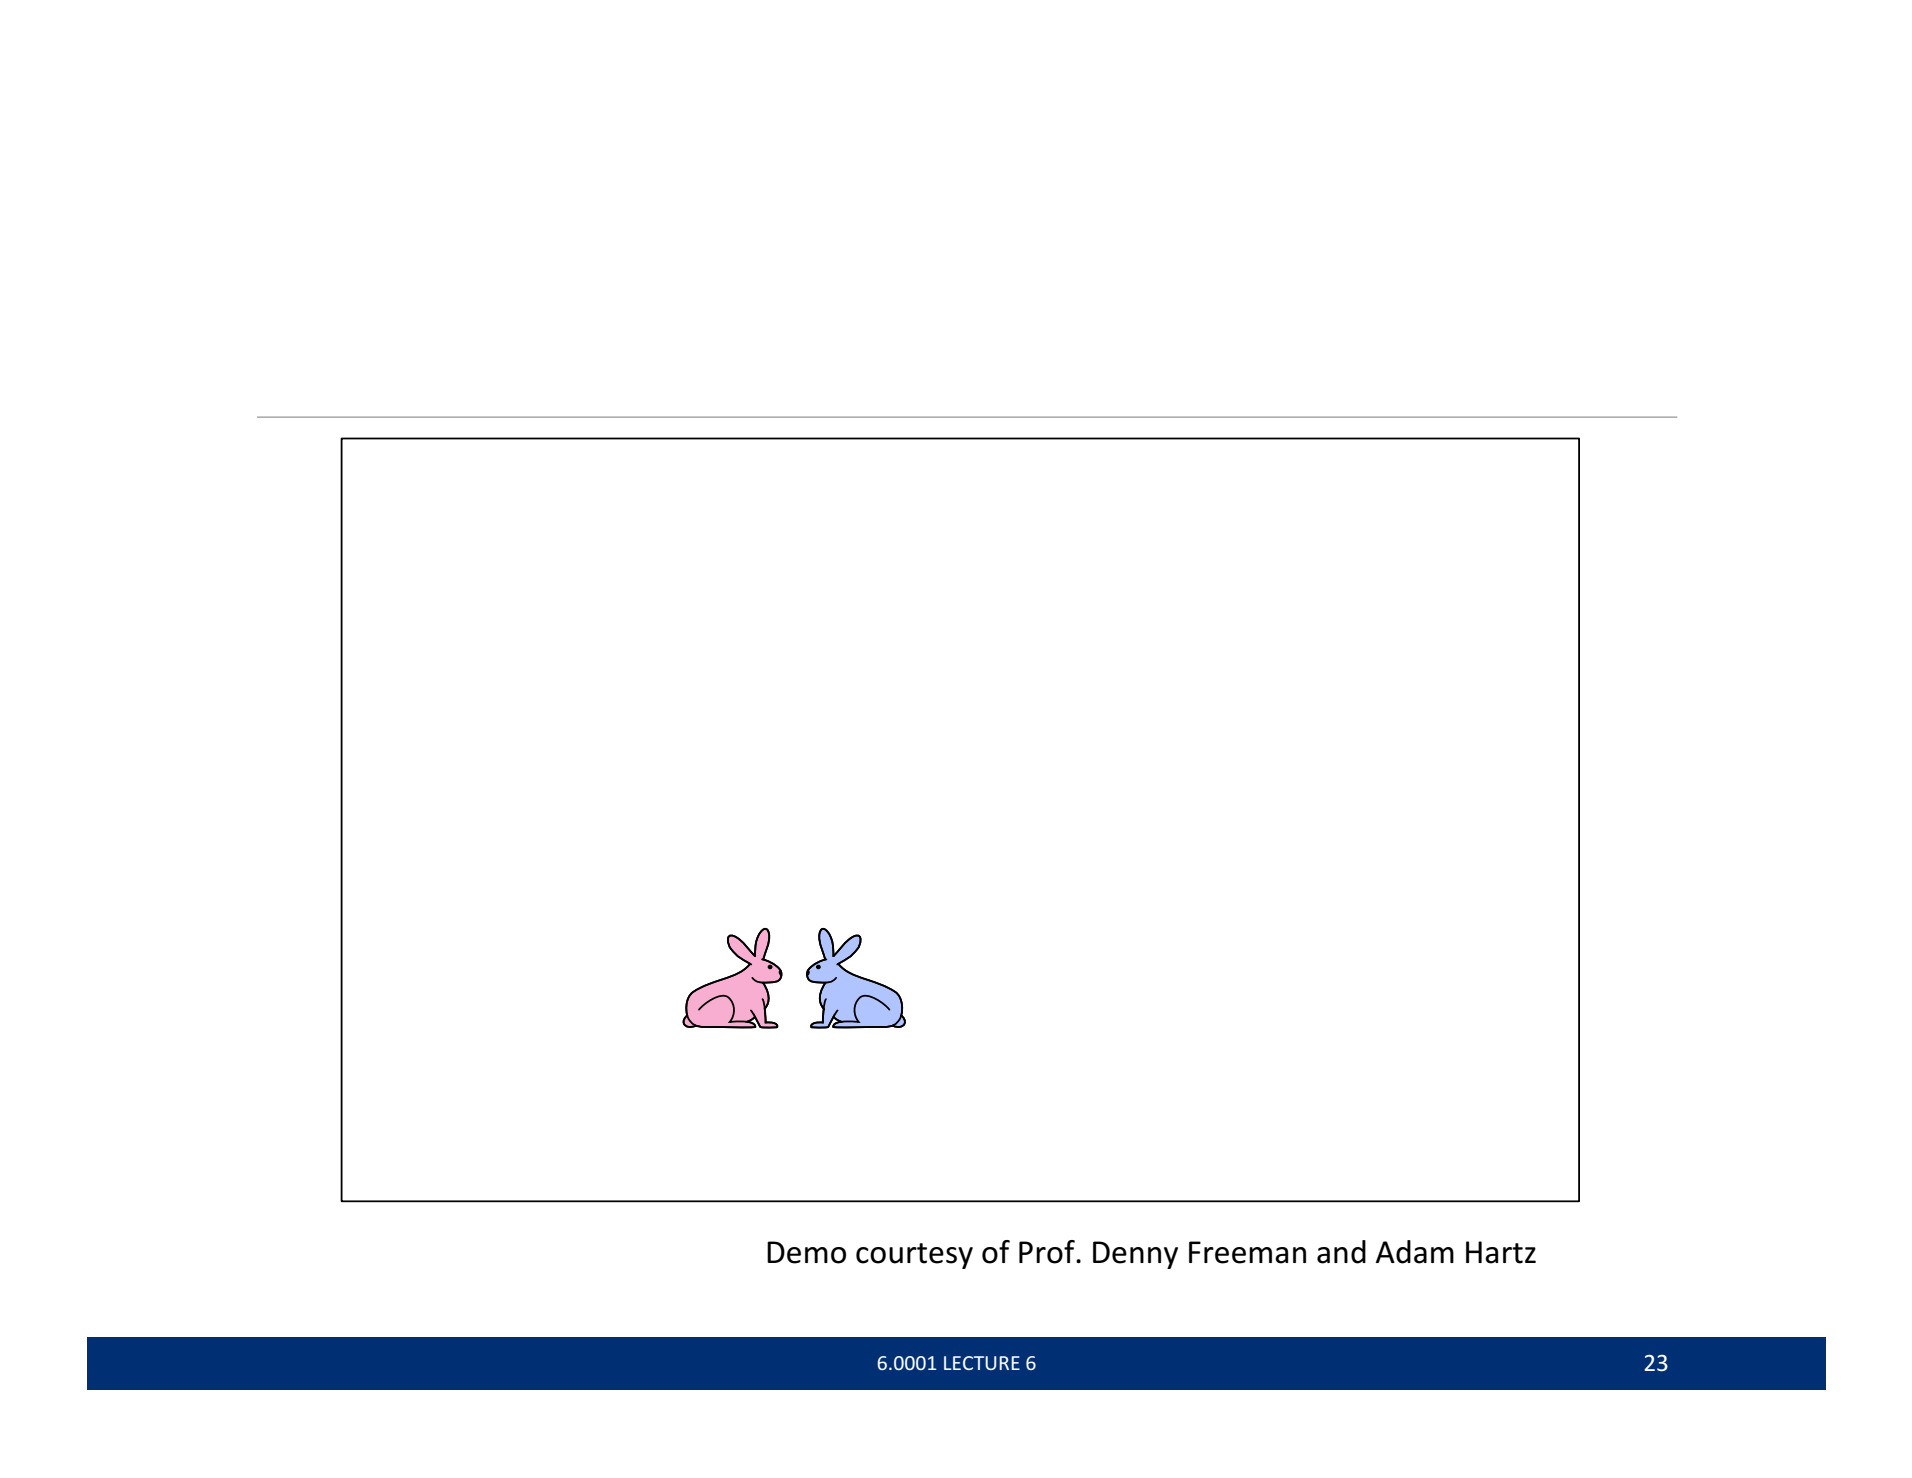 Demo courtesy of Prof. Denny Freeman and Adam Hartz
6.0001 LECTURE 6
23